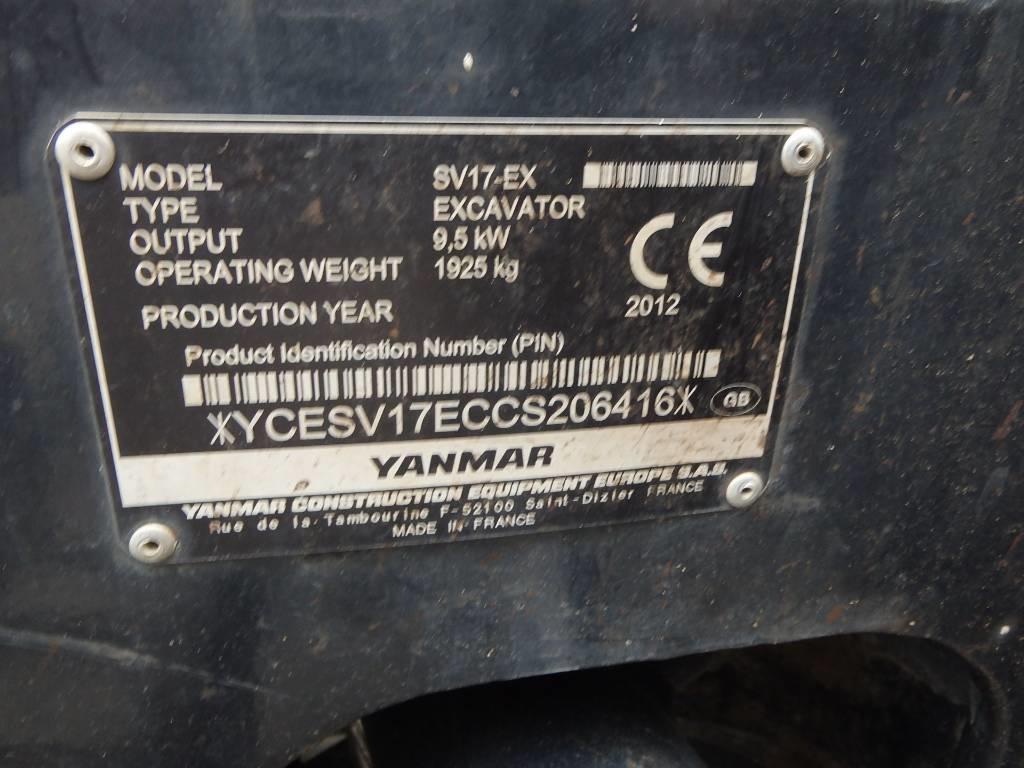 MODEL SV17-EX
TYPE EXCAVATOR
OUTPUT 9,5 kW
OPERATING WEIGHT 1925 kg
CE
PRODUCTION YEAR 2012
Product Identification Number (PIN)
*YCESV17ECCS206416* GB
YANMAR
YANMAR CONSTRUCTION EQUIPMENT EUROPE S.A.S.
Rue de la Tambourine F-52100 Saint-Dizier FRANCE
MADE IN FRANCE